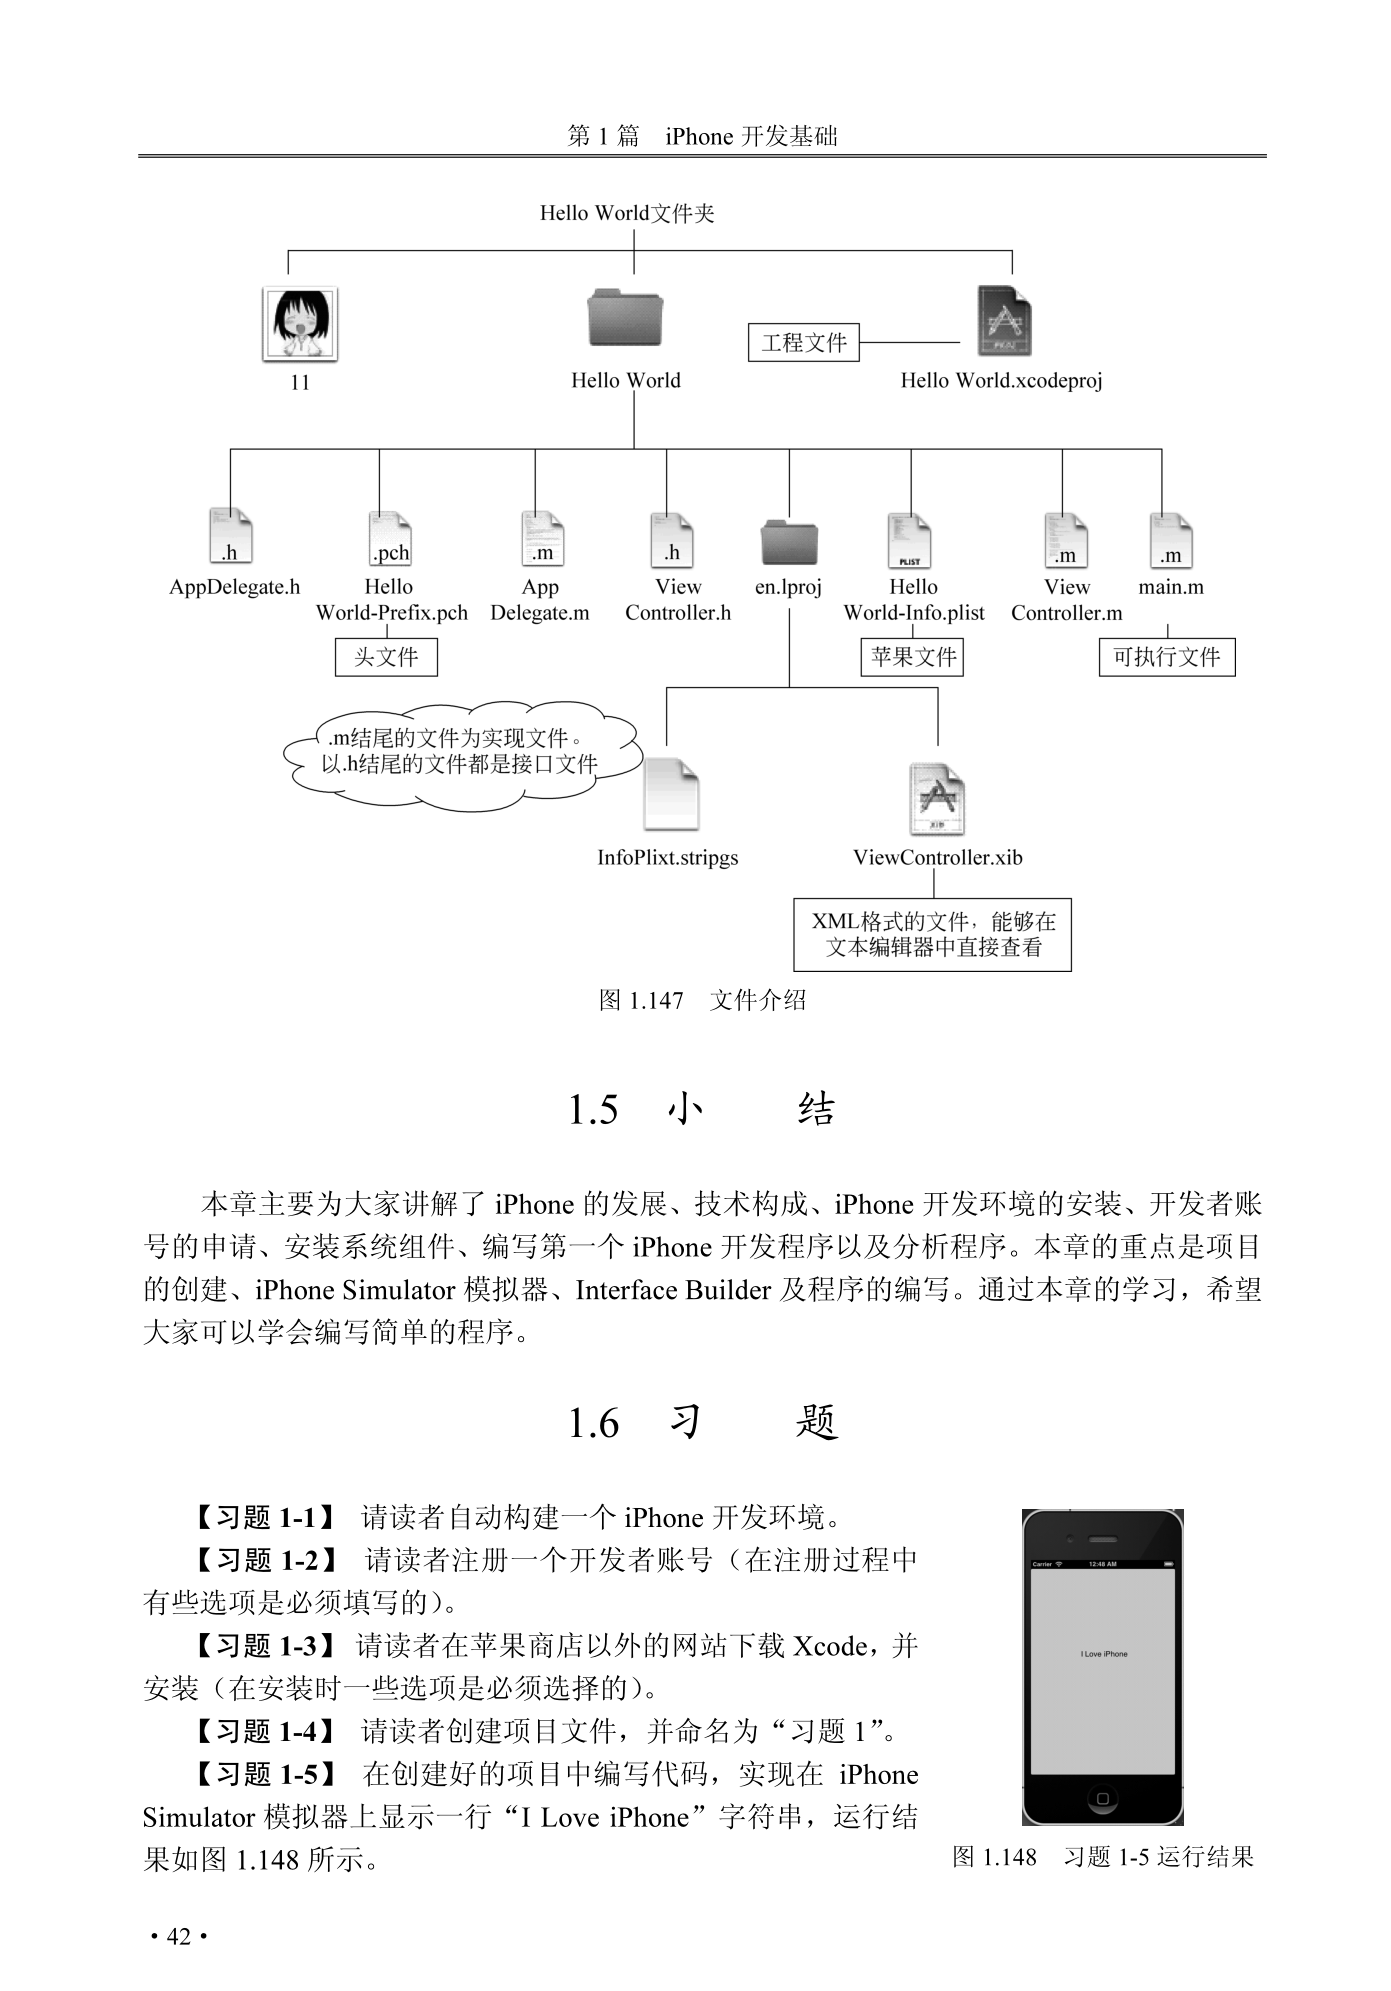 第 1 篇　iPhone 开发基础
Hello World文件夹
工程文件
11
Hello World
Hello World.xcodeproj
.h
.pch
.m
.h
PLIST
.m
.m
AppDelegate.h
Hello
World-Prefix.pch
App
Delegate.m
View
Controller.h
en.lproj
Hello
World-Info.plist
View
Controller.m
main.m
头文件
苹果文件
可执行文件
.m结尾的文件为实现文件。
以.h结尾的文件都是接口文件
InfoPlixt.stripgs
ViewController.xib
XML格式的文件，能够在
文本编辑器中直接查看
图 1.147　文件介绍
1.5　小　　结
本章主要为大家讲解了 iPhone 的发展、技术构成、iPhone 开发环境的安装、开发者账
号的申请、安装系统组件、编写第一个 iPhone 开发程序以及分析程序。本章的重点是项目
的创建、iPhone Simulator 模拟器、Interface Builder 及程序的编写。通过本章的学习，希望
大家可以学会编写简单的程序。
1.6　习　　题
【习题 1-1】 请读者自动构建一个 iPhone 开发环境。
【习题 1-2】 请读者注册一个开发者账号（在注册过程中
有些选项是必须填写的）。
【习题 1-3】 请读者在苹果商店以外的网站下载 Xcode，并
安装（在安装时一些选项是必须选择的）。
【习题 1-4】 请读者创建项目文件，并命名为“习题 1”。
【习题 1-5】 在创建好的项目中编写代码，实现在 iPhone
Simulator 模拟器上显示一行“I Love iPhone”字符串，运行结
果如图 1.148 所示。
Carrier 12:48 AM
I Love iPhone
图 1.148　习题 1-5 运行结果
· 42 ·